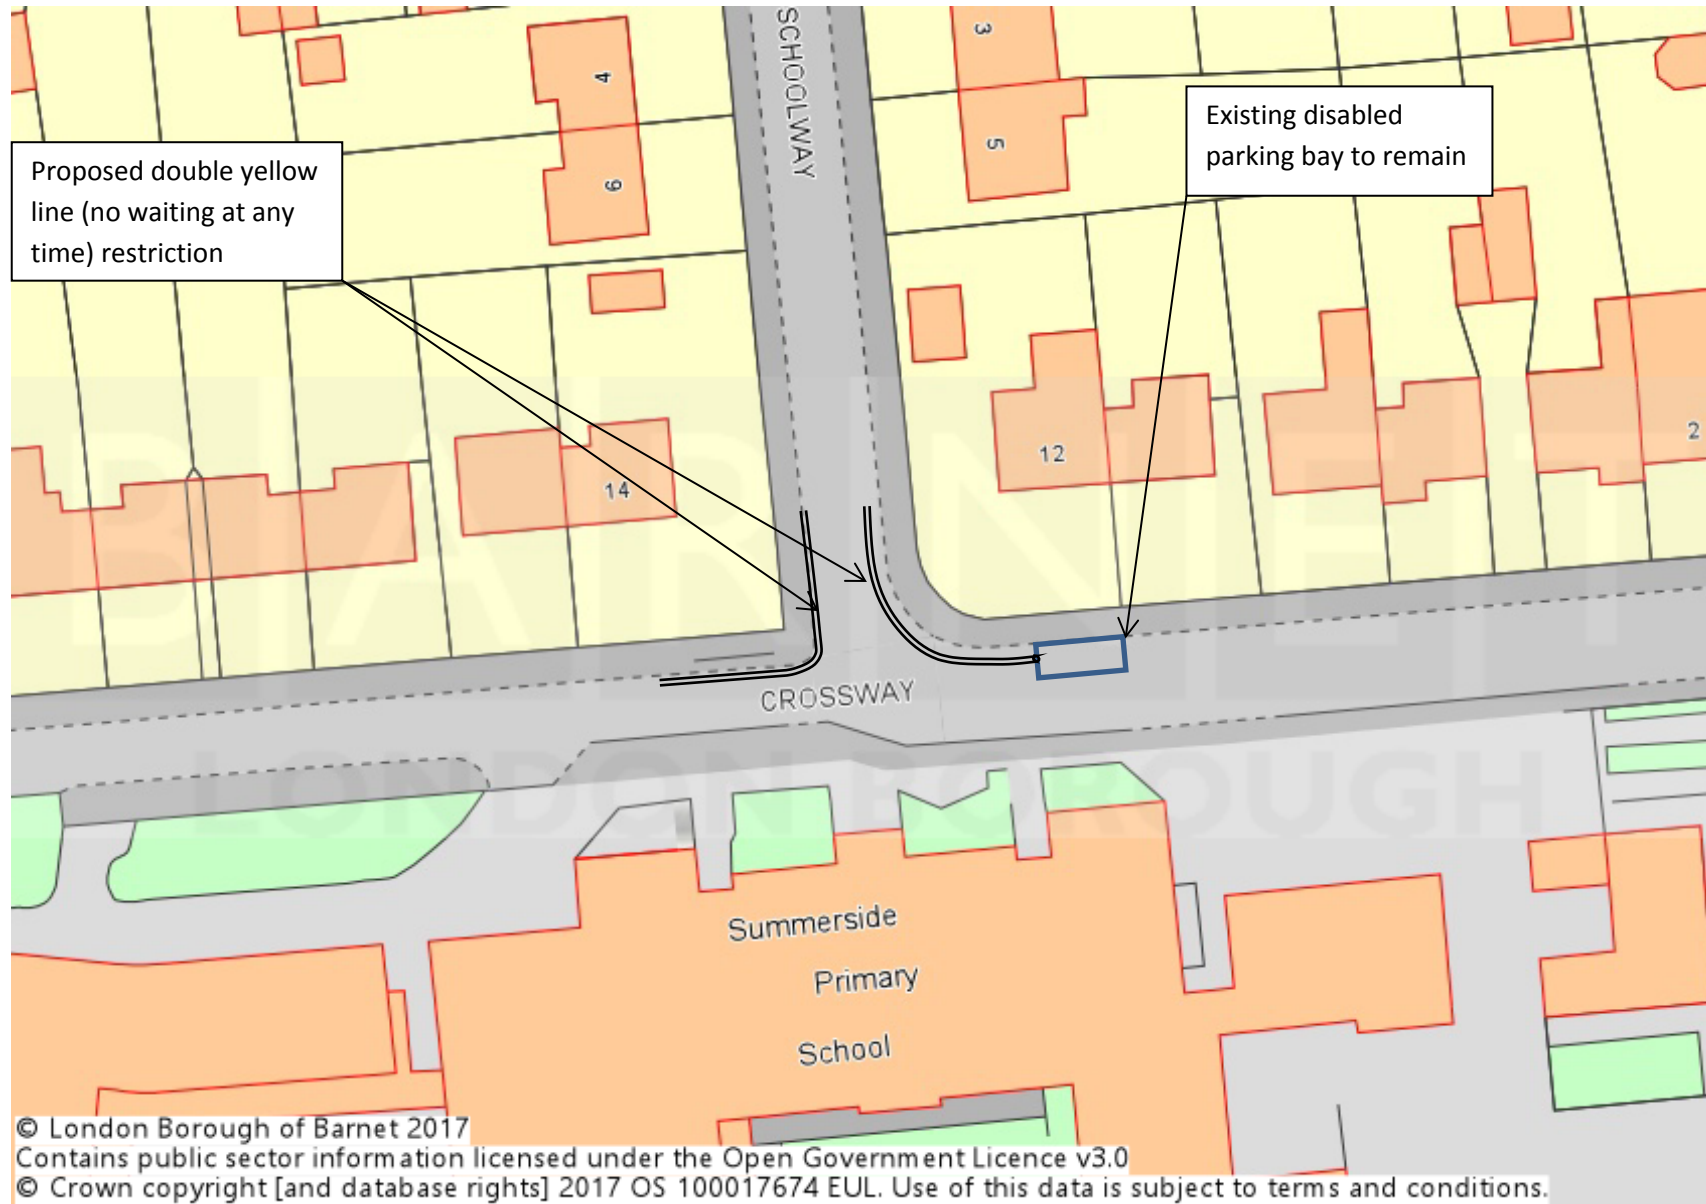 SCHOOLWAY
3
4
5
6
Existing disabled
parking bay to remain
Proposed double yellow
line (no waiting at any
time) restriction
12
2
14
BARNET
CROSSWAY
LONDON BOROUGH
Summerside
Primary
School
© London Borough of Barnet 2017
Contains public sector information licensed under the Open Government Licence v3.0
© Crown copyright [and database rights] 2017 OS 100017674 EUL. Use of this data is subject to terms and conditions.